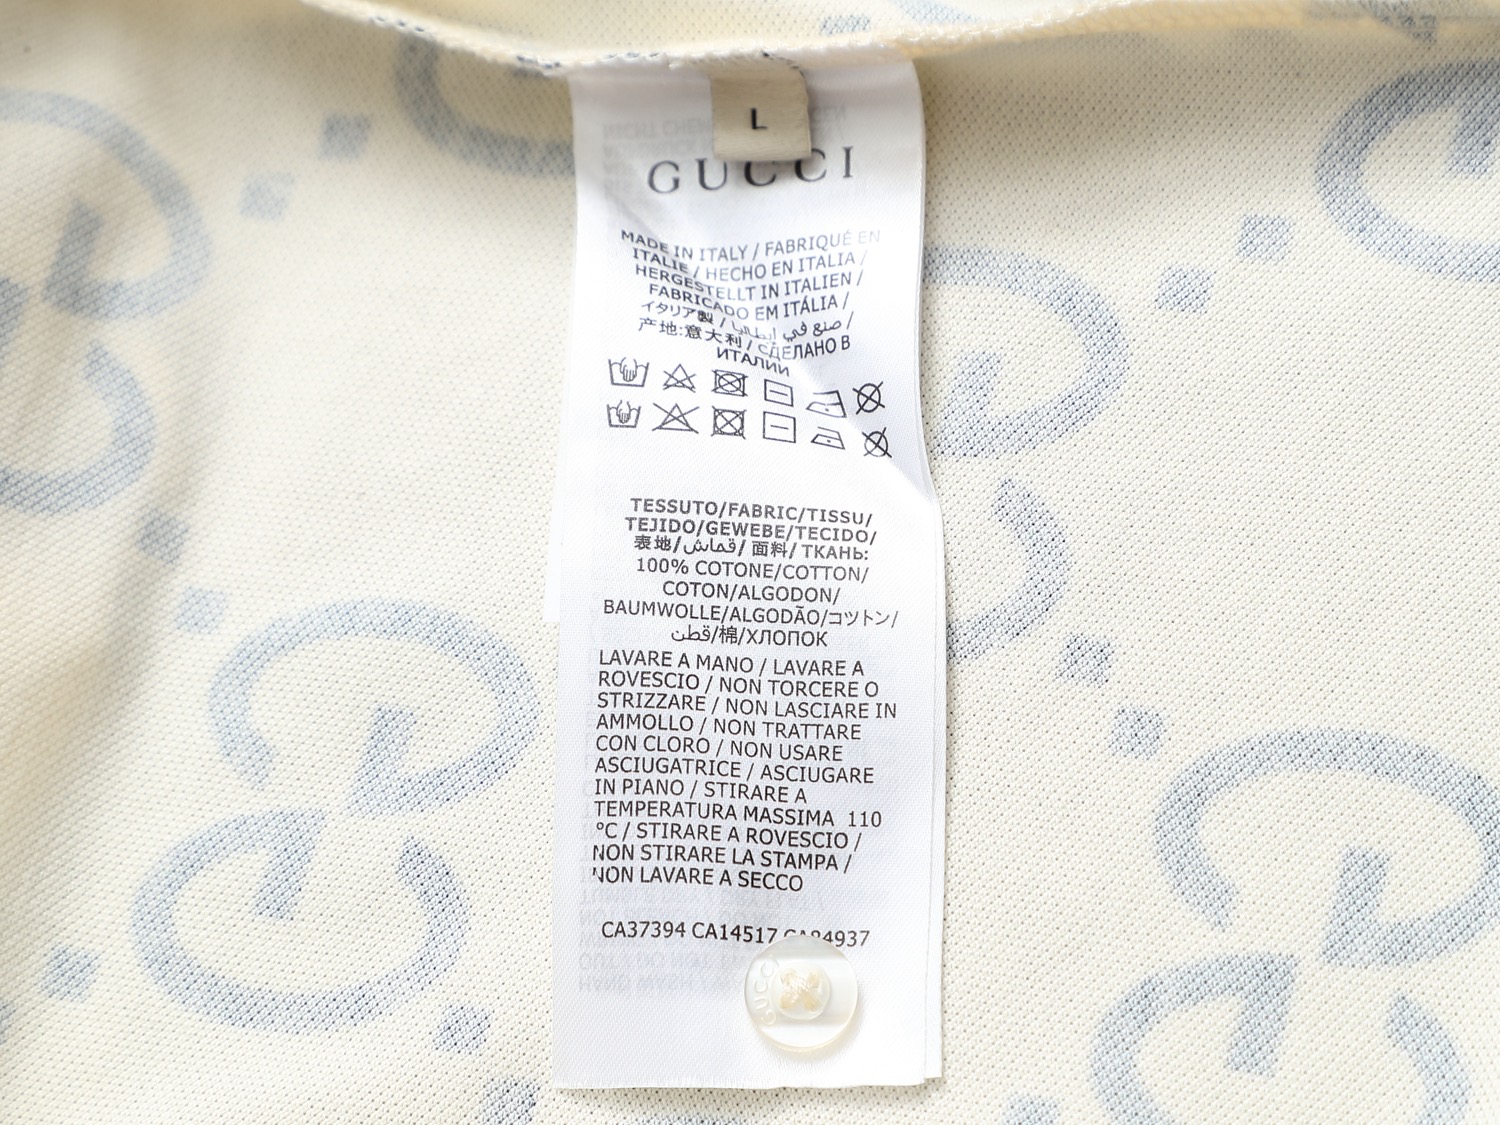 L
GUCCI
MADE IN ITALY / FABRIQUÉ EN
ITALIE / HECHO EN ITALIA /
HERGESTELLT IN ITALIEN /
FABRICADO EM ITÁLIA /
イタリア製 / صنع في إيطاليا /
产地:意大利 / СДЕЛАНО В
ИТАЛИИ
TESSUTO/FABRIC/TISSU/
TEJIDO/GEWEBE/TECIDO/
表地/قماش/ 面料/ ТКАНЬ:
100% COTONE/COTTON/
COTON/ALGODON/
BAUMWOLLE/ALGODÃO/コットン/
قطن/棉/ХЛОПОК
LAVARE A MANO / LAVARE A
ROVESCIO / NON TORCERE O
STRIZZARE / NON LASCIARE IN
AMMOLLO / NON TRATTARE
CON CLORO / NON USARE
ASCIUGATRICE / ASCIUGARE
IN PIANO / STIRARE A
TEMPERATURA MASSIMA 110
°C / STIRARE A ROVESCIO /
NON STIRARE LA STAMPA /
NON LAVARE A SECCO
CA37394 CA14517 CA84937
GUCCI